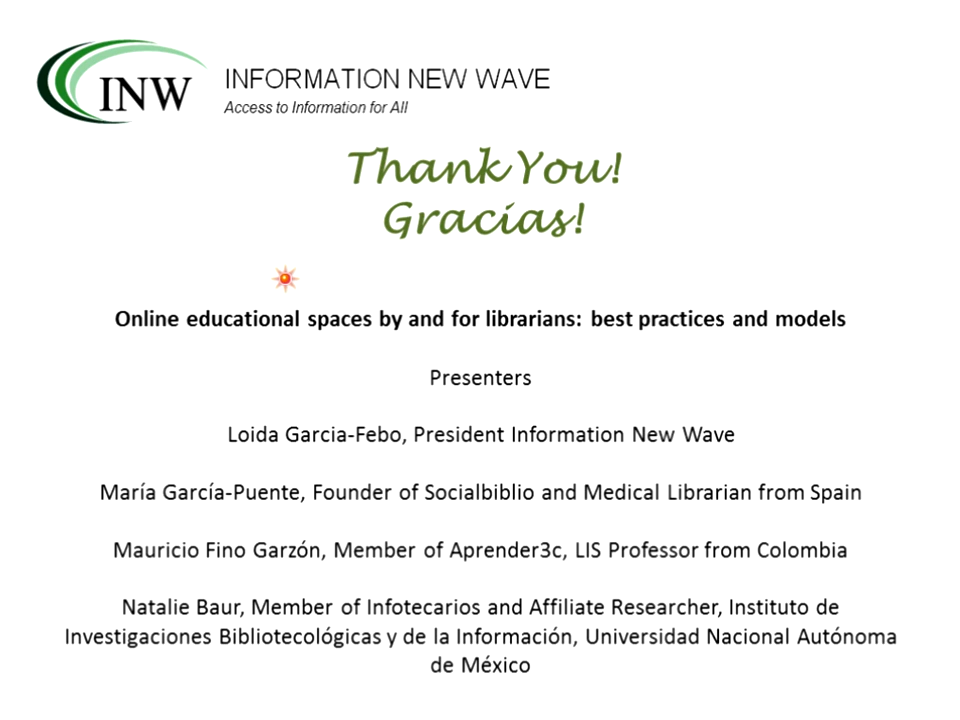 INW
INFORMATION NEW WAVE
Access to Information for All
Thank You!
Gracias!
Online educational spaces by and for librarians: best practices and models
Presenters
Loida Garcia-Febo, President Information New Wave
María García-Puente, Founder of Socialbiblio and Medical Librarian from Spain
Mauricio Fino Garzón, Member of Aprender3c, LIS Professor from Colombia
Natalie Baur, Member of Infotecarios and Affiliate Researcher, Instituto de
Investigaciones Bibliotecológicas y de la Información, Universidad Nacional Autónoma
de México